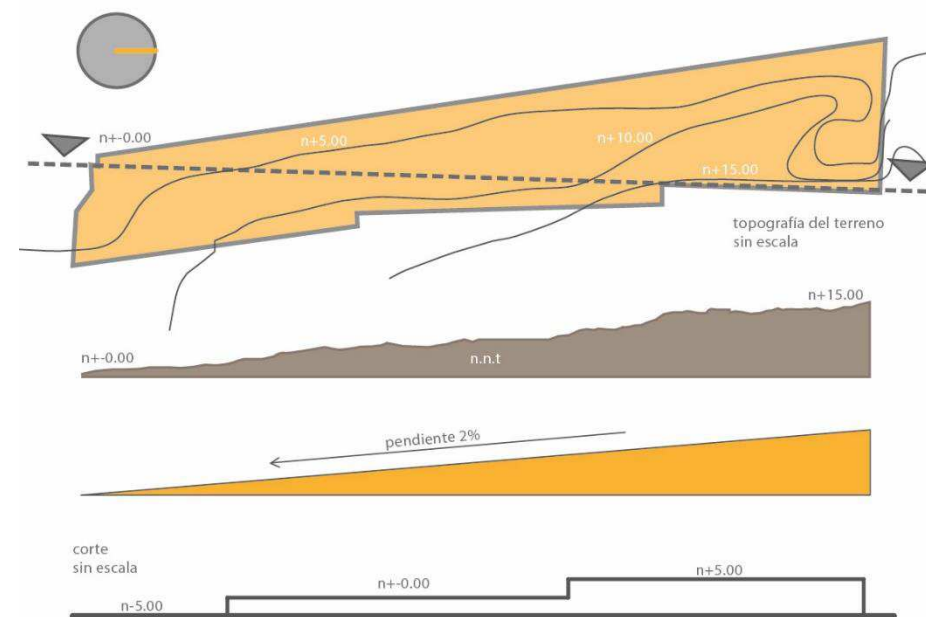 n+-0.00
n+5.00
n+10.00
n+15.00
topografía del terreno
sin escala
n+15.00
n+-0.00
n.n.t
pendiente 2%
corte
sin escala
n+-0.00
n+5.00
n-5.00